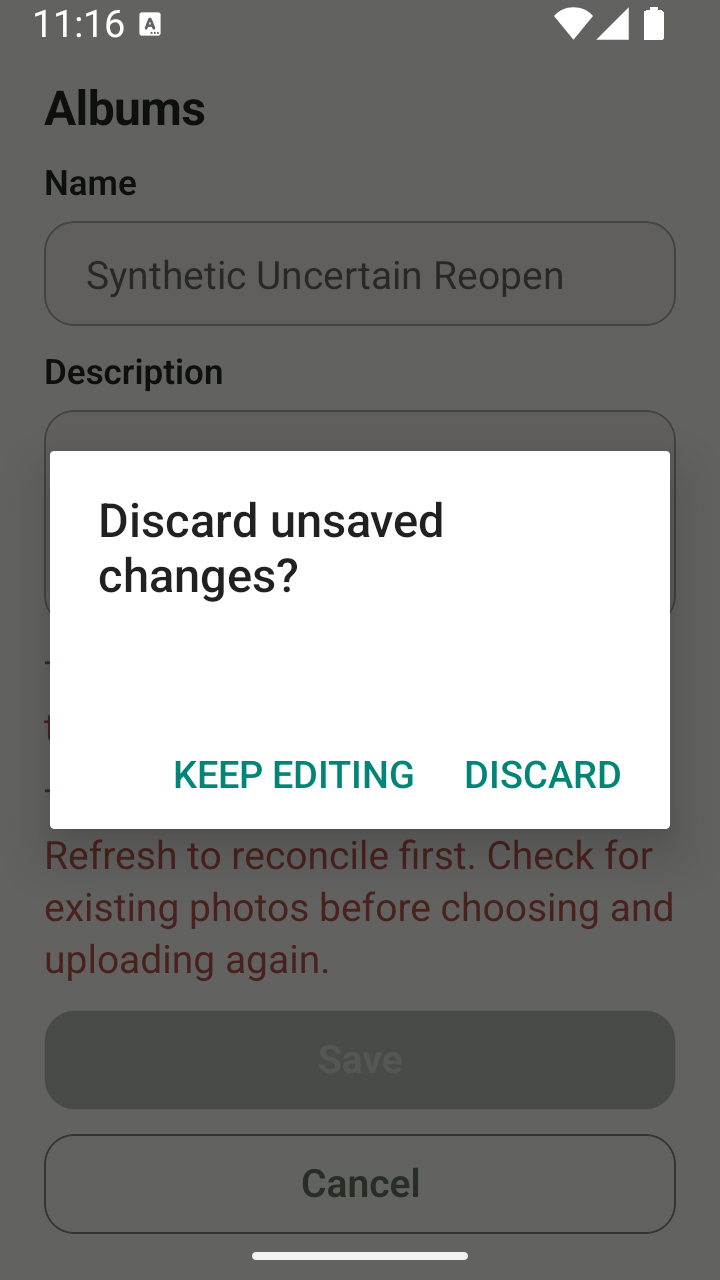 11:16
Albums
Name
Synthetic Uncertain Reopen
Description
Discard unsaved
changes?
KEEP EDITING DISCARD
Refresh to reconcile first. Check for
existing photos before choosing and
uploading again.
Save
Cancel